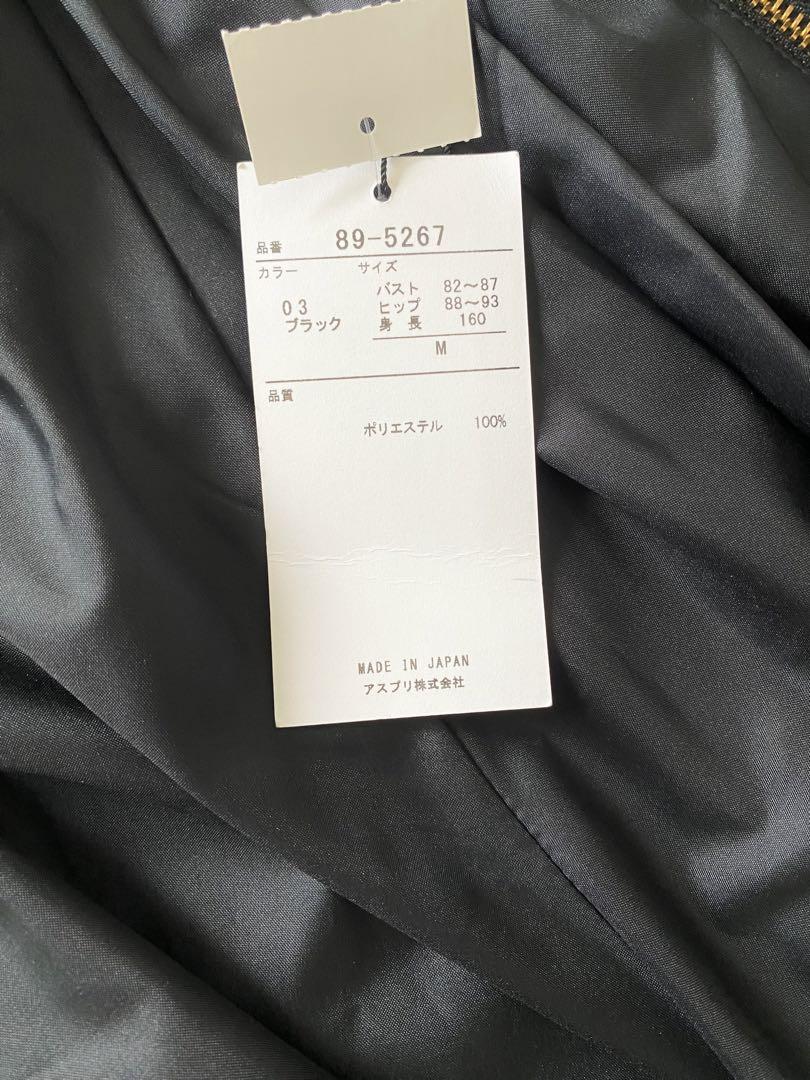 品番 89-5267
カラー サイズ
バスト 82～87
03 ヒップ 88～93
ブラック 身長 160
M
品質
ポリエステル 100%
MADE IN JAPAN
アスプリ株式会社